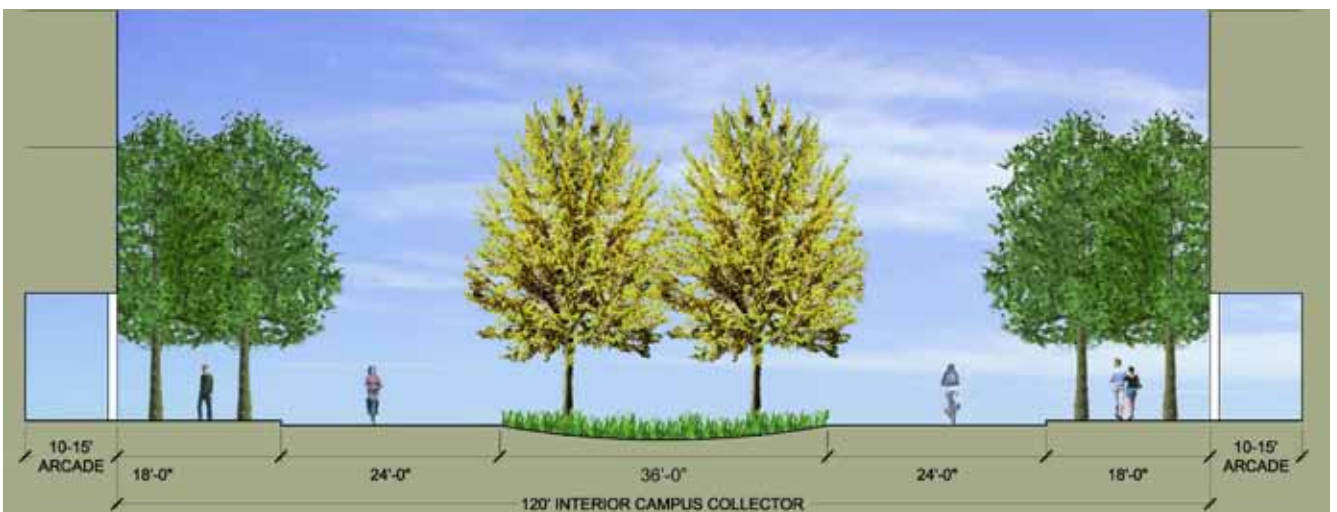 10-15'
ARCADE
18'-0"
24'-0"
36'-0"
24'-0"
18'-0"
10-15'
ARCADE
120' INTERIOR CAMPUS COLLECTOR